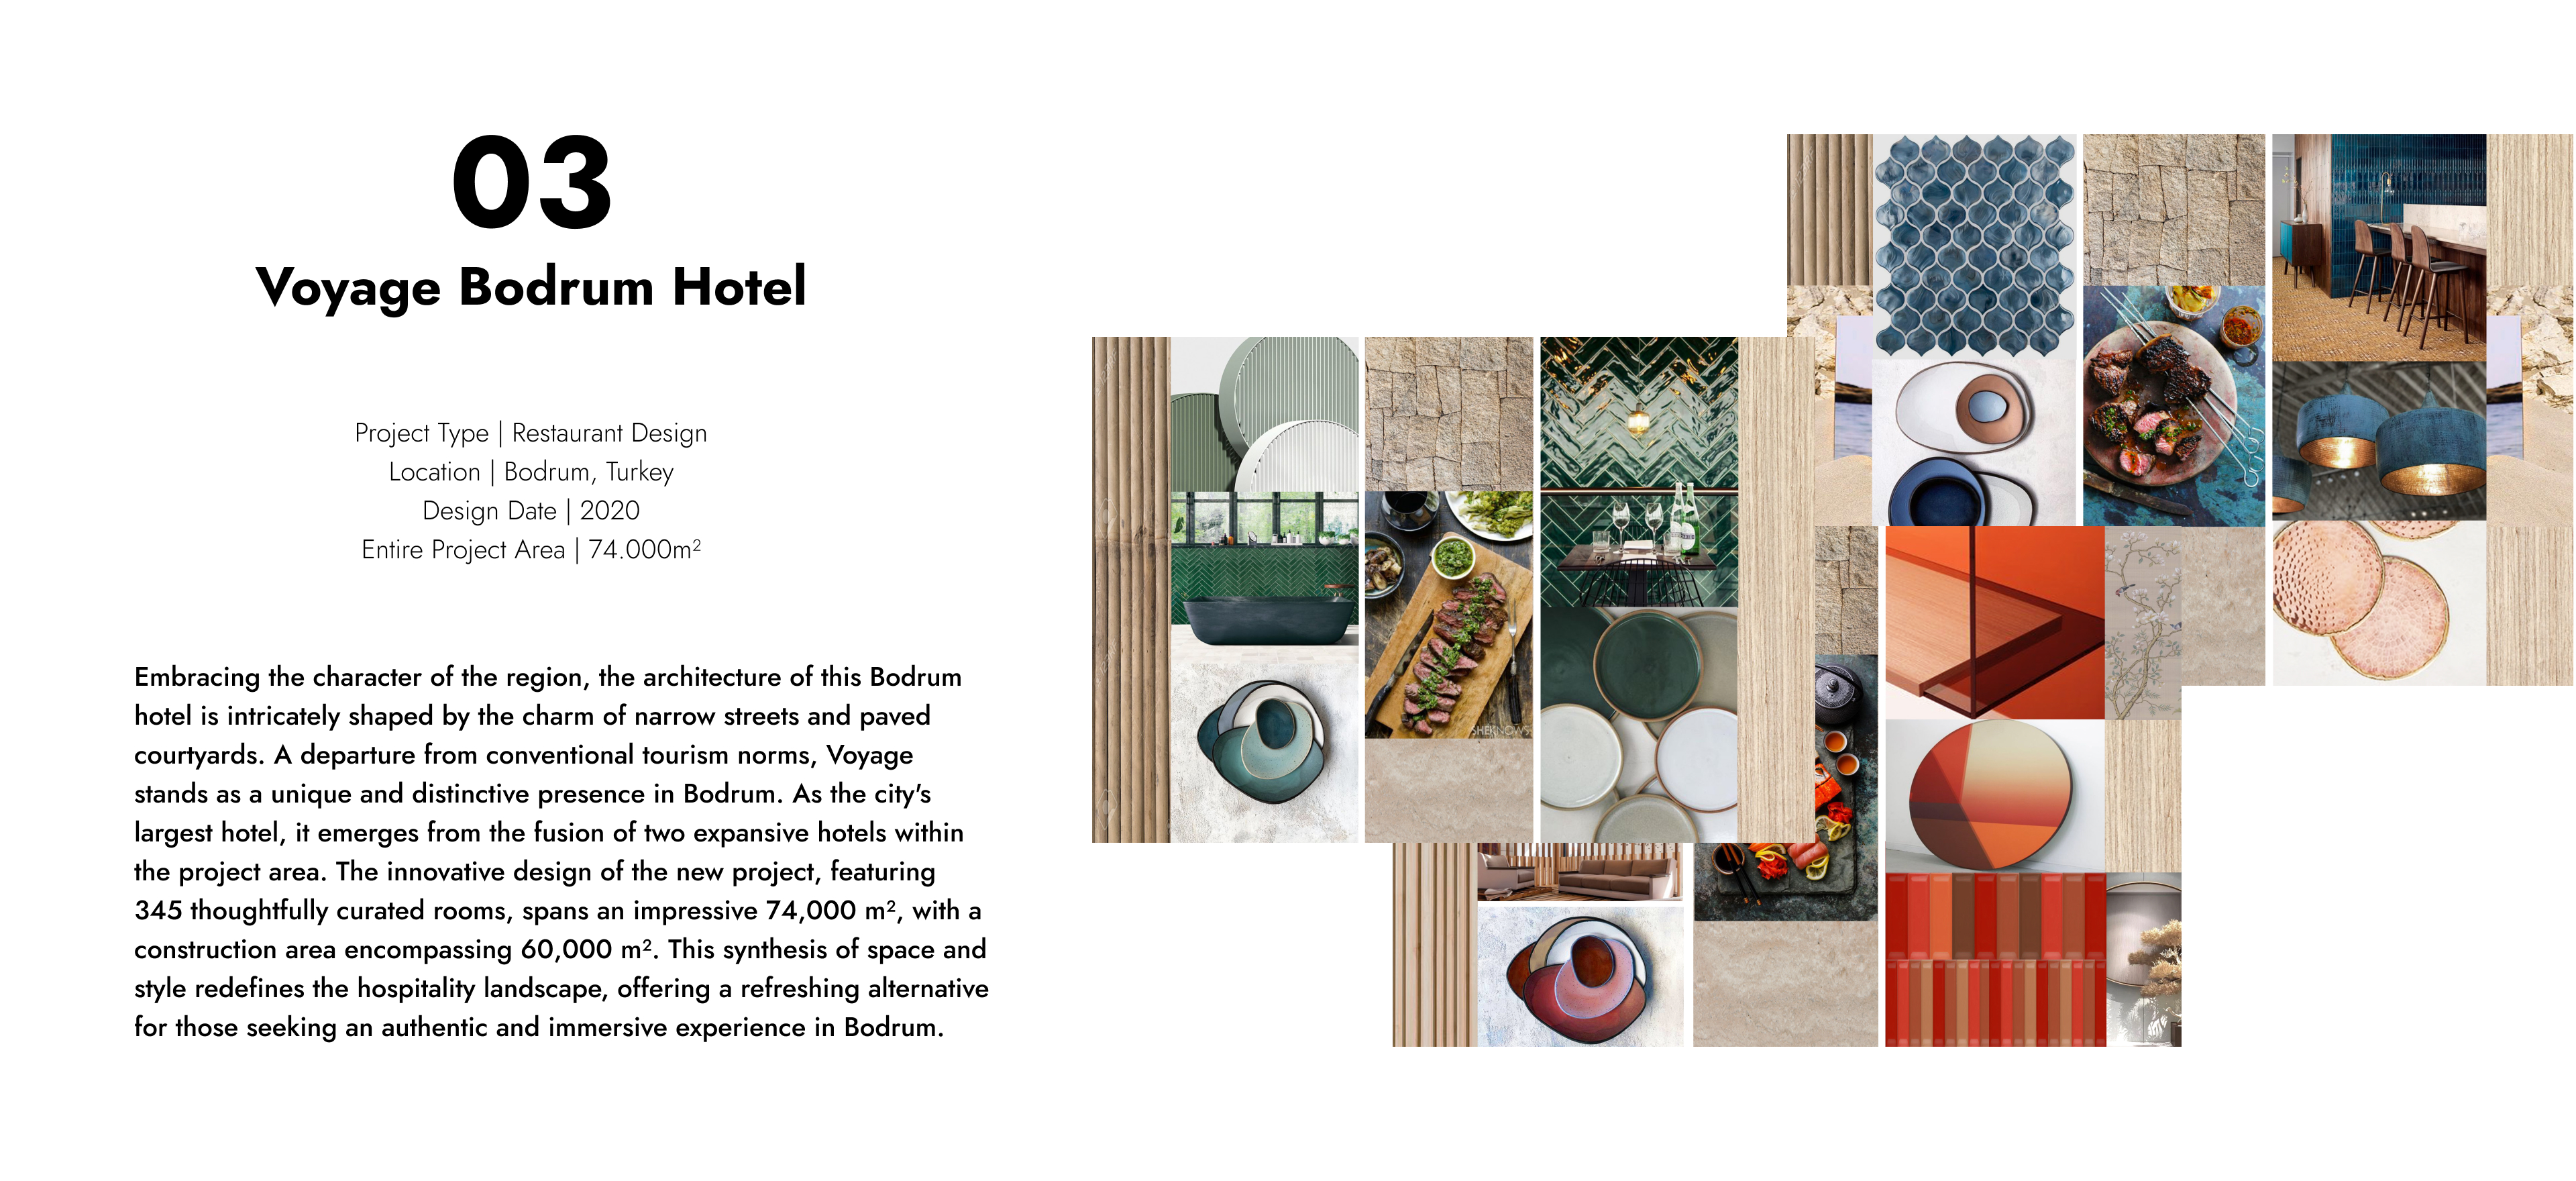 03
Voyage Bodrum Hotel
Project Type | Restaurant Design
Location | Bodrum, Turkey
Design Date | 2020
Entire Project Area | 74.000m²
Embracing the character of the region, the architecture of this Bodrum
hotel is intricately shaped by the charm of narrow streets and paved
courtyards. A departure from conventional tourism norms, Voyage
stands as a unique and distinctive presence in Bodrum. As the city's
largest hotel, it emerges from the fusion of two expansive hotels within
the project area. The innovative design of the new project, featuring
345 thoughtfully curated rooms, spans an impressive 74,000 m², with a
construction area encompassing 60,000 m². This synthesis of space and
style redefines the hospitality landscape, offering a refreshing alternative
for those seeking an authentic and immersive experience in Bodrum.
SHEKNOWS